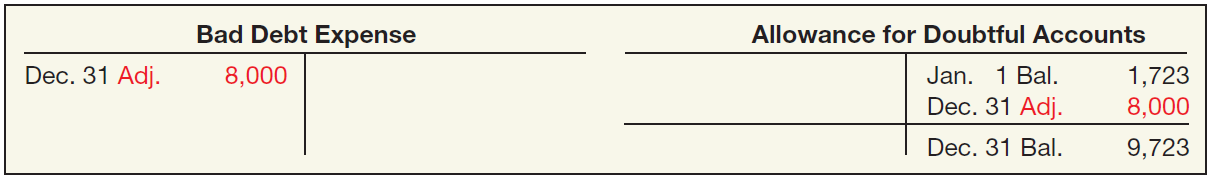 Bad Debt Expense
Allowance for Doubtful Accounts
Dec. 31 Adj. 8,000
Jan. 1 Bal. 1,723
Dec. 31 Adj. 8,000
Dec. 31 Bal. 9,723